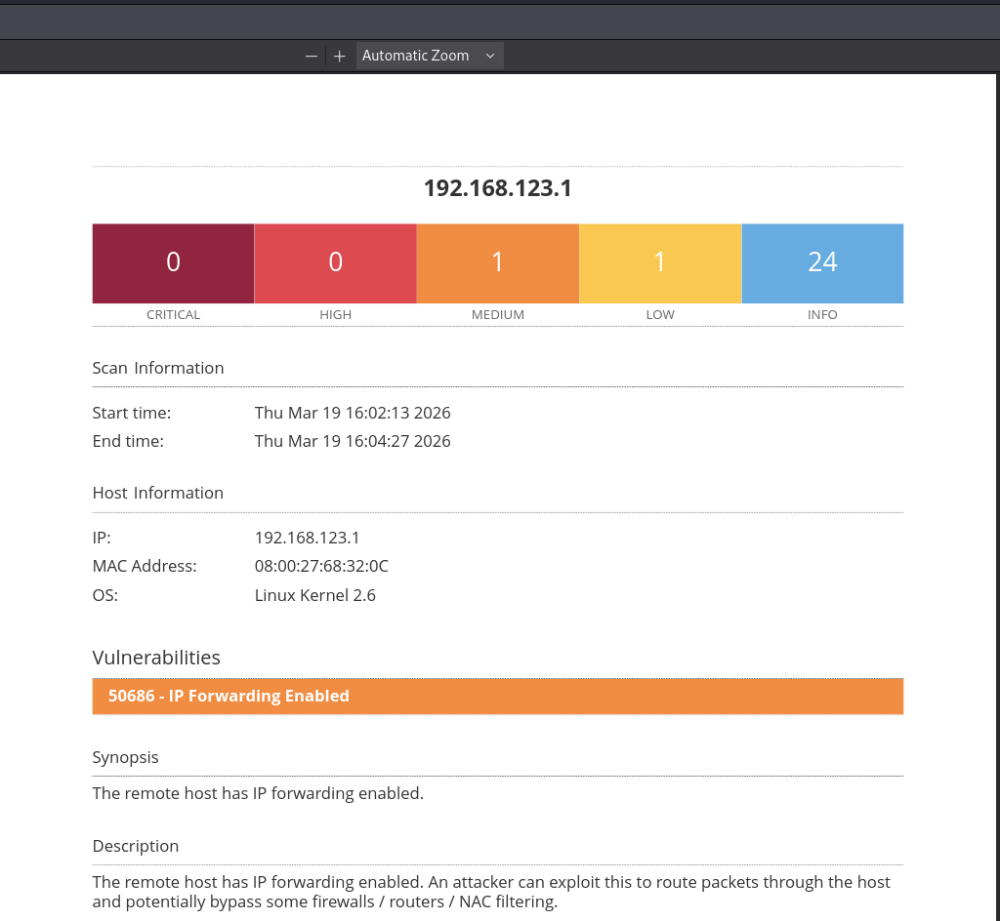 Automatic Zoom
192.168.123.1
0 0 1 1 24
CRITICAL HIGH MEDIUM LOW INFO
Scan Information
Start time: Thu Mar 19 16:02:13 2026
End time: Thu Mar 19 16:04:27 2026
Host Information
IP: 192.168.123.1
MAC Address: 08:00:27:68:32:0C
OS: Linux Kernel 2.6
Vulnerabilities
50686 - IP Forwarding Enabled
Synopsis
The remote host has IP forwarding enabled.
Description
The remote host has IP forwarding enabled. An attacker can exploit this to route packets through the host
and potentially bypass some firewalls / routers / NAC filtering.